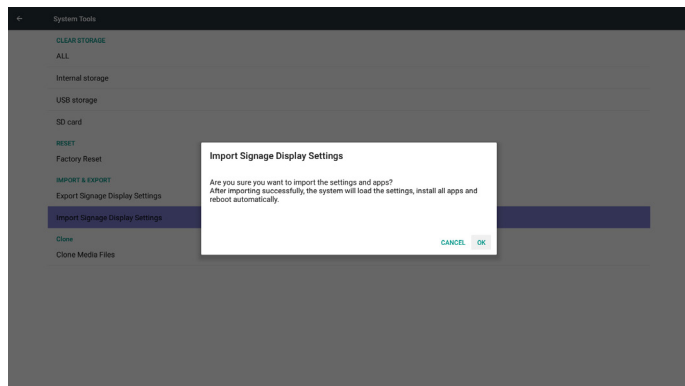 System Tools
CLEAR STORAGE
ALL
Internal storage
USB storage
SD card
RESET
Factory Reset
IMPORT & EXPORT
Export Signage Display Settings
Import Signage Display Settings
Clone
Clone Media Files
Import Signage Display Settings
Are you sure you want to import the settings and apps?
After importing successfully, the system will load the settings, install all apps and
reboot automatically.
CANCEL OK